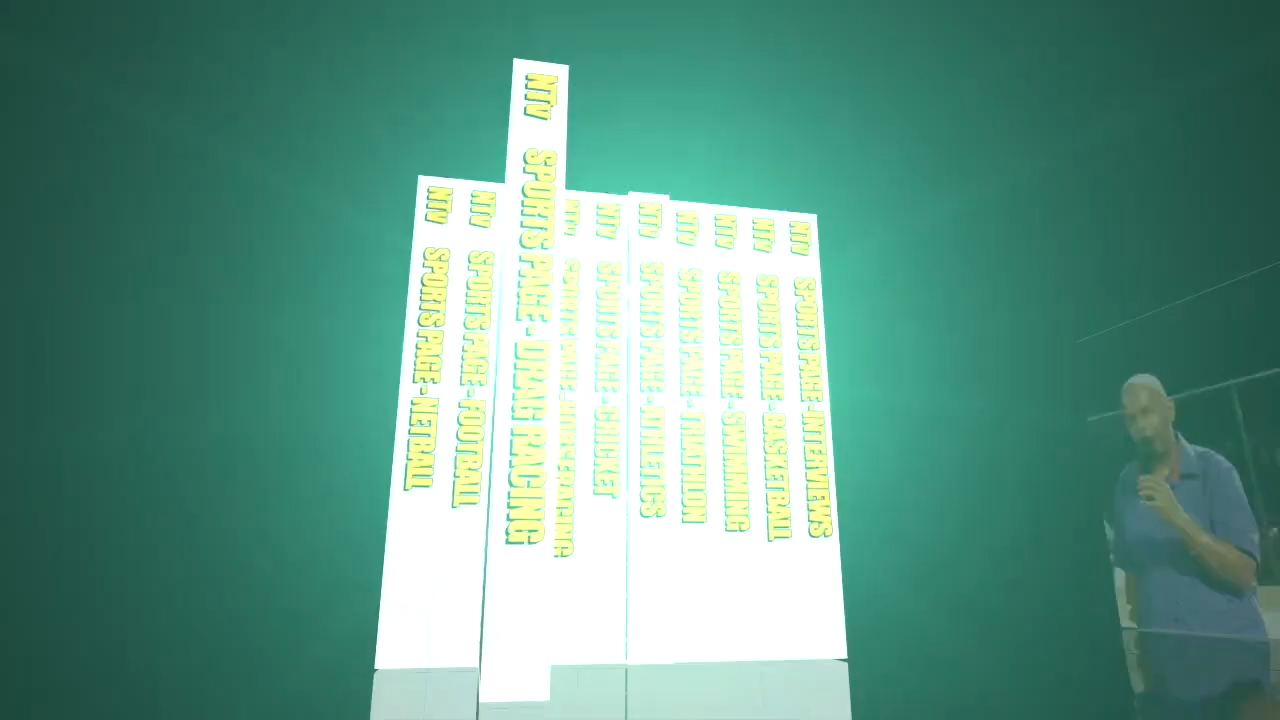 NTV SPORTS PAGE - NETBALL
NTV SPORTS PAGE - FOOTBALL
NTV SPORTS PAGE - DRAG RACING
NTV SPORTS PAGE - HORSE RACING
NTV SPORTS PAGE - CRICKET
NTV SPORTS PAGE - ATHLETICS
NTV SPORTS PAGE - TRIATHLON
NTV SPORTS PAGE - SWIMMING
NTV SPORTS PAGE - BASKETBALL
NTV SPORTS PAGE - INTERVIEWS